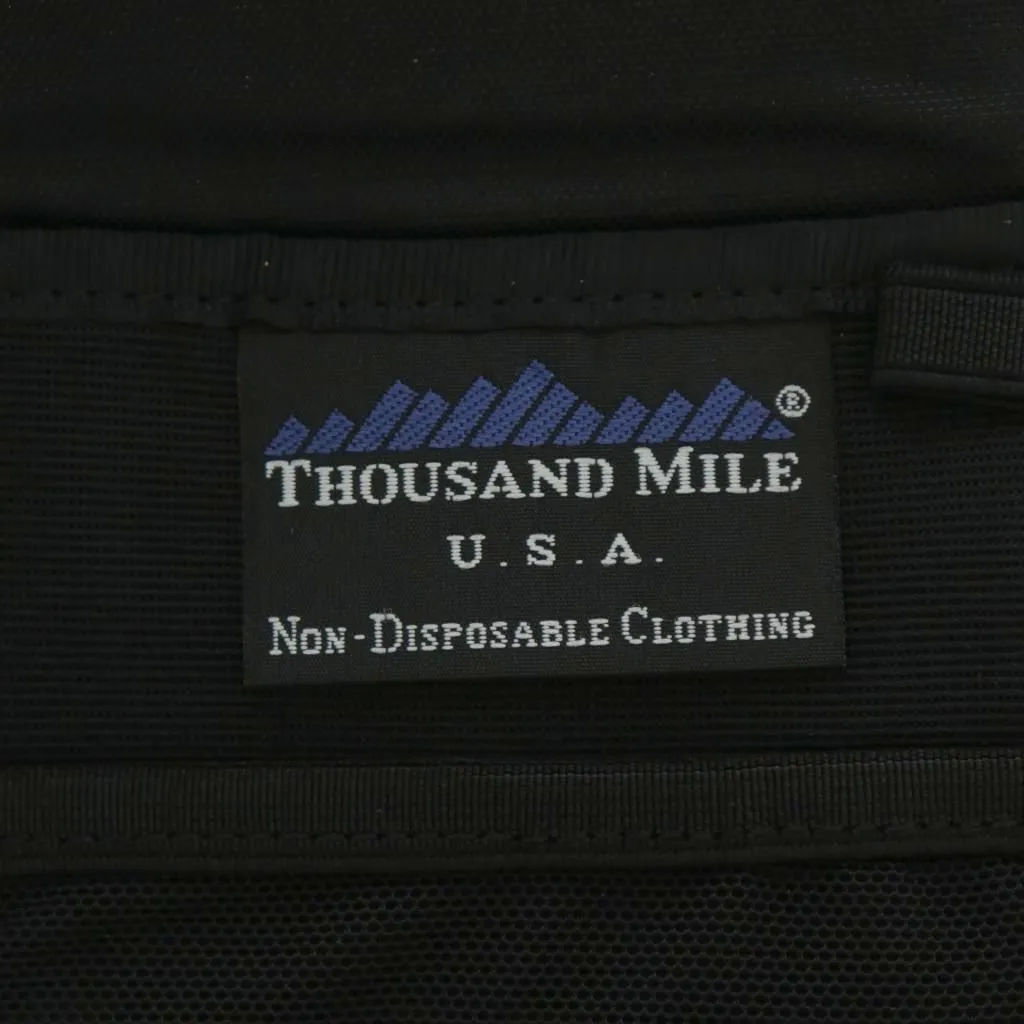 ®
THOUSAND MILE
U.S.A.
NON-DISPOSABLE CLOTHING